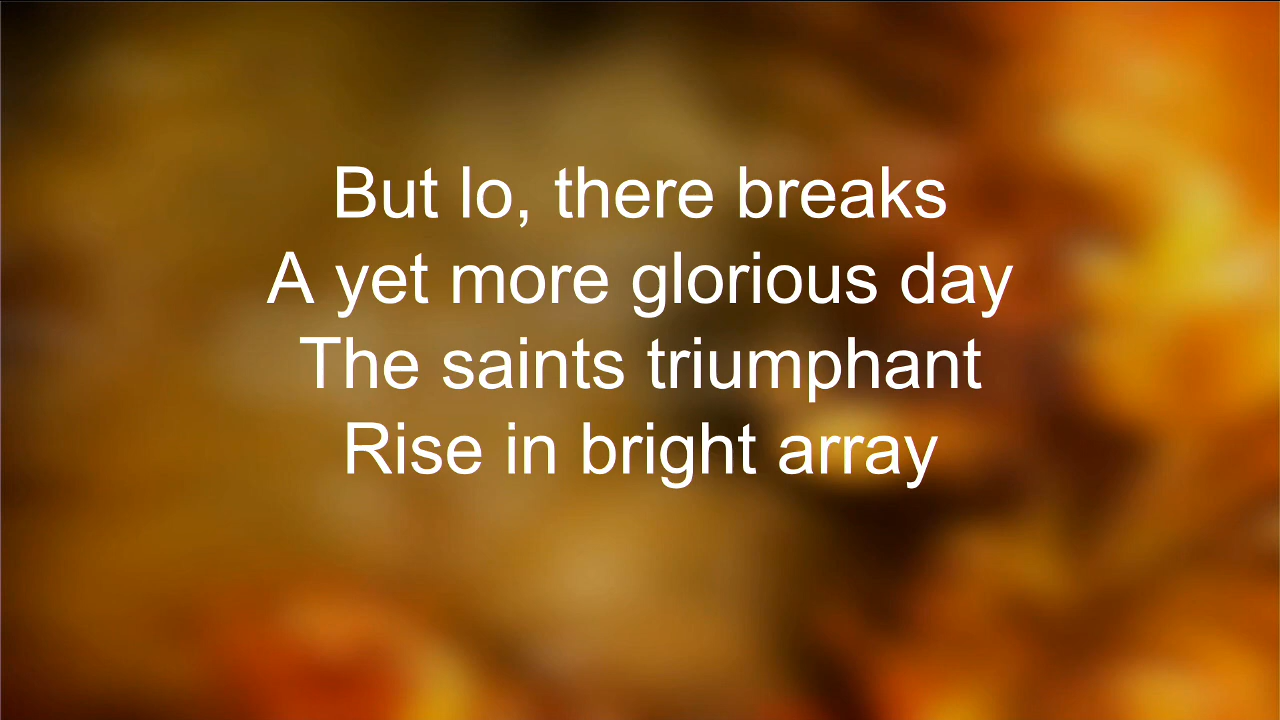 But lo, there breaks
A yet more glorious day
The saints triumphant
Rise in bright array